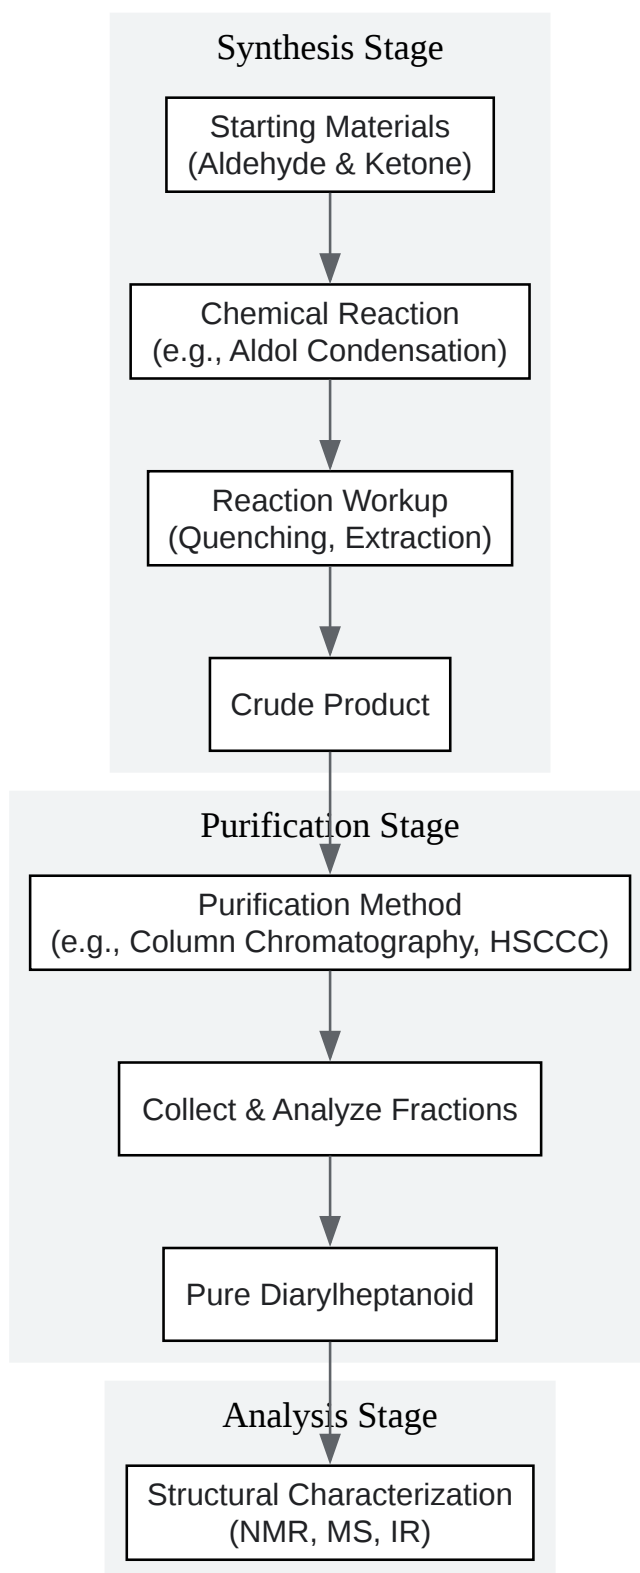 Synthesis Stage
Starting Materials
(Aldehyde & Ketone)
Chemical Reaction
(e.g., Aldol Condensation)
Reaction Workup
(Quenching, Extraction)
Crude Product
Purification Stage
Purification Method
(e.g., Column Chromatography, HSCCC)
Collect & Analyze Fractions
Pure Diarylheptanoid
Analysis Stage
Structural Characterization
(NMR, MS, IR)